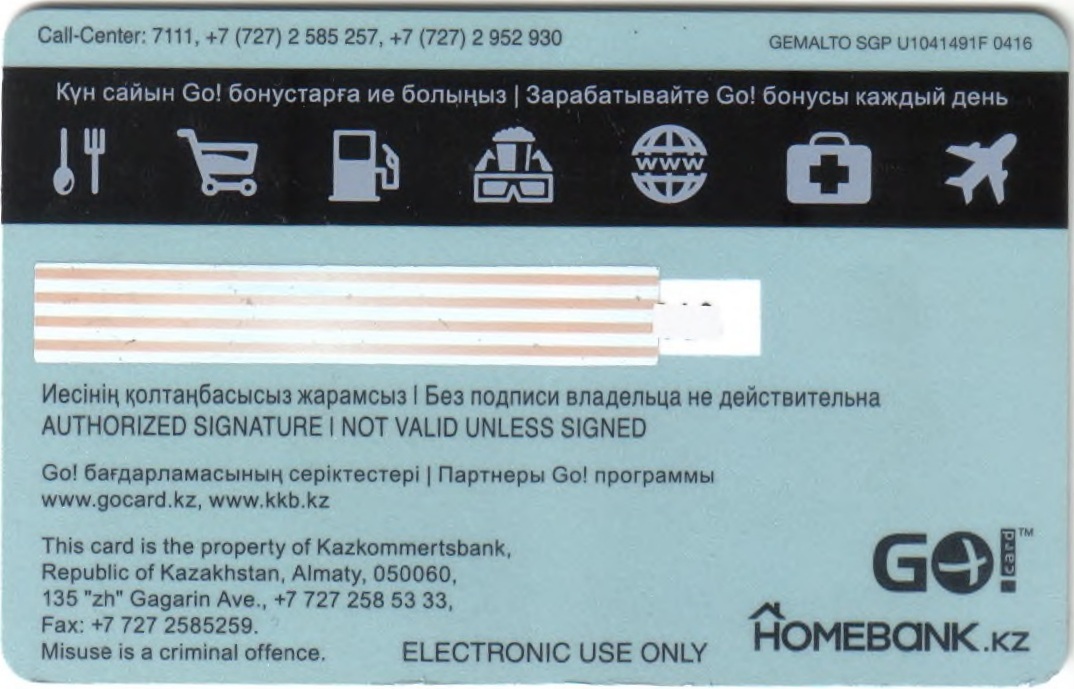 Call-Center: 7111, +7 (727) 2 585 257, +7 (727) 2 952 930
GEMALTO SGP U1041491F 0416
Күн сайын Go! бонустарға ие болыңыз | Зарабатывайте Go! бонусы каждый день
www
Иесінің қолтаңбасысыз жарамсыз | Без подписи владельца не действительна
AUTHORIZED SIGNATURE | NOT VALID UNLESS SIGNED
Go! бағдарламасының серіктестері | Партнеры Go! программы
www.gocard.kz, www.kkb.kz
This card is the property of Kazkommertsbank,
Republic of Kazakhstan, Almaty, 050060,
135 "zh" Gagarin Ave., +7 727 258 53 33,
Fax: +7 727 2585259.
Misuse is a criminal offence.
ELECTRONIC USE ONLY
GO! card™
HOMEBANK.KZ